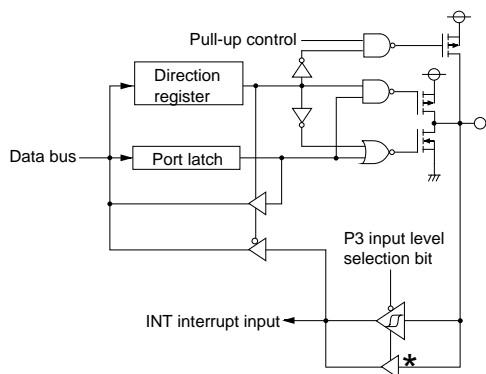 Pull-up control
Direction
register
Data bus
Port latch
P3 input level
selection bit
INT interrupt input
*